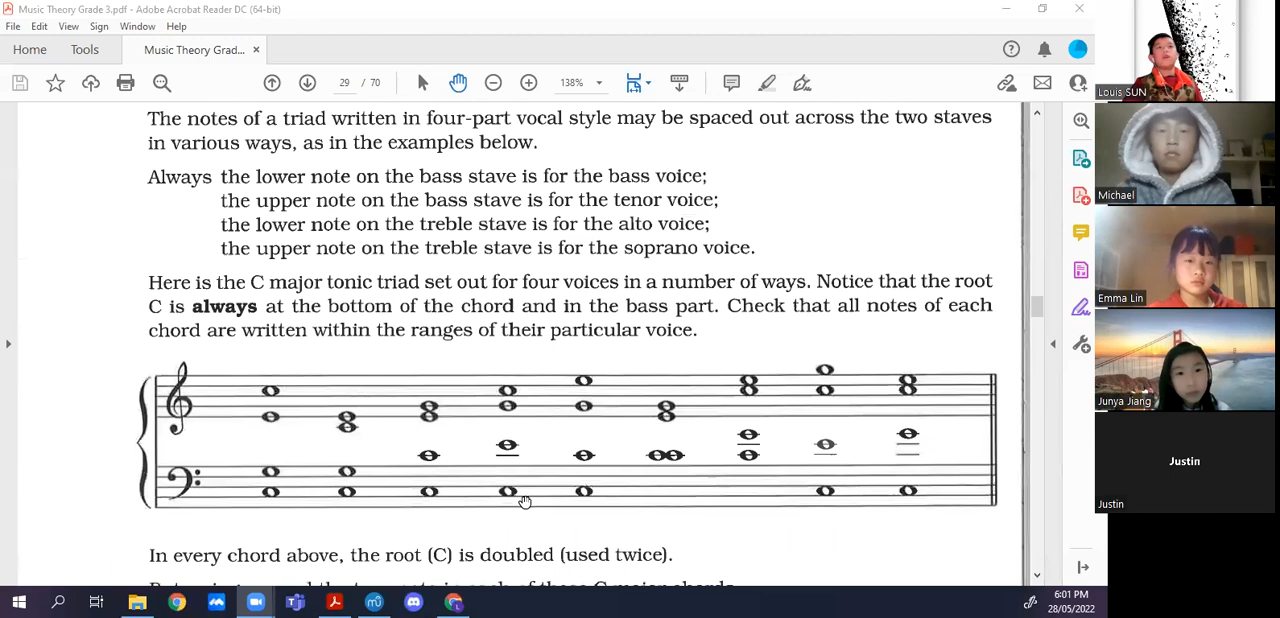 Music Theory Grade 3.pdf - Adobe Acrobat Reader DC (64-bit)
File Edit View Sign Window Help
Home Tools Music Theory Grad... ×
29 / 70 138%
The notes of a triad written in four-part vocal style may be spaced out across the two staves
in various ways, as in the examples below.
Always the lower note on the bass stave is for the bass voice;
the upper note on the bass stave is for the tenor voice;
the lower note on the treble stave is for the alto voice;
the upper note on the treble stave is for the soprano voice.
Here is the C major tonic triad set out for four voices in a number of ways. Notice that the root
C is always at the bottom of the chord and in the bass part. Check that all notes of each
chord are written within the ranges of their particular voice.
In every chord above, the root (C) is doubled (used twice).
Louis SUN
Michael
Emma Lin
Junya Jiang
Justin
Justin
6:01 PM
28/05/2022